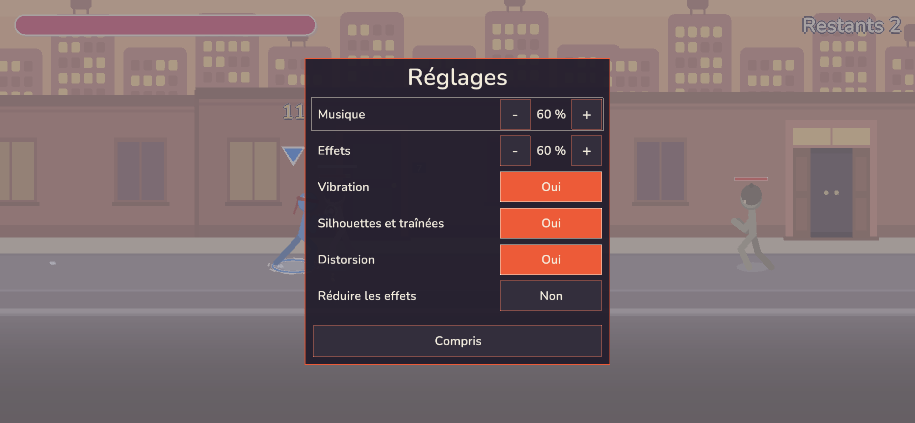 Restants 2
Réglages
11
Musique - 60 % +
Effets - 60 % +
Vibration Oui
Silhouettes et traînées Oui
Distorsion Oui
Réduire les effets Non
Compris